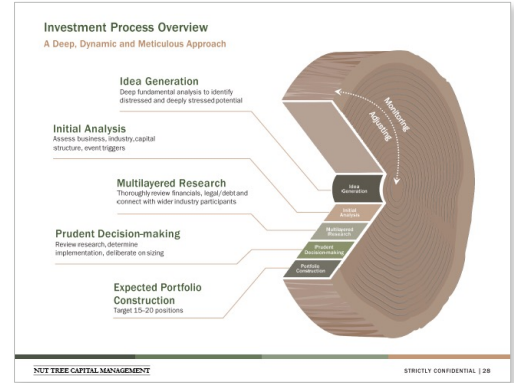 Investment Process Overview
A Deep, Dynamic and Meticulous Approach
Idea Generation
Deep fundamental analysis to identify
distressed and deeply stressed potential
Initial Analysis
Assess business, industry, capital
structure, event triggers
Multilayered Research
Thoroughly review financials, legal/debt and
connect with wider industry participants
Prudent Decision-making
Review research, determine
implementation, deliberate on sizing
Expected Portfolio
Construction
Target 15–20 positions
Monitoring
Adjusting
Idea
Generation
Initial
Analysis
Multilayered
Research
Prudent
Decision-making
Portfolio
Construction
NUT TREE CAPITAL MANAGEMENT
STRICTLY CONFIDENTIAL | 28